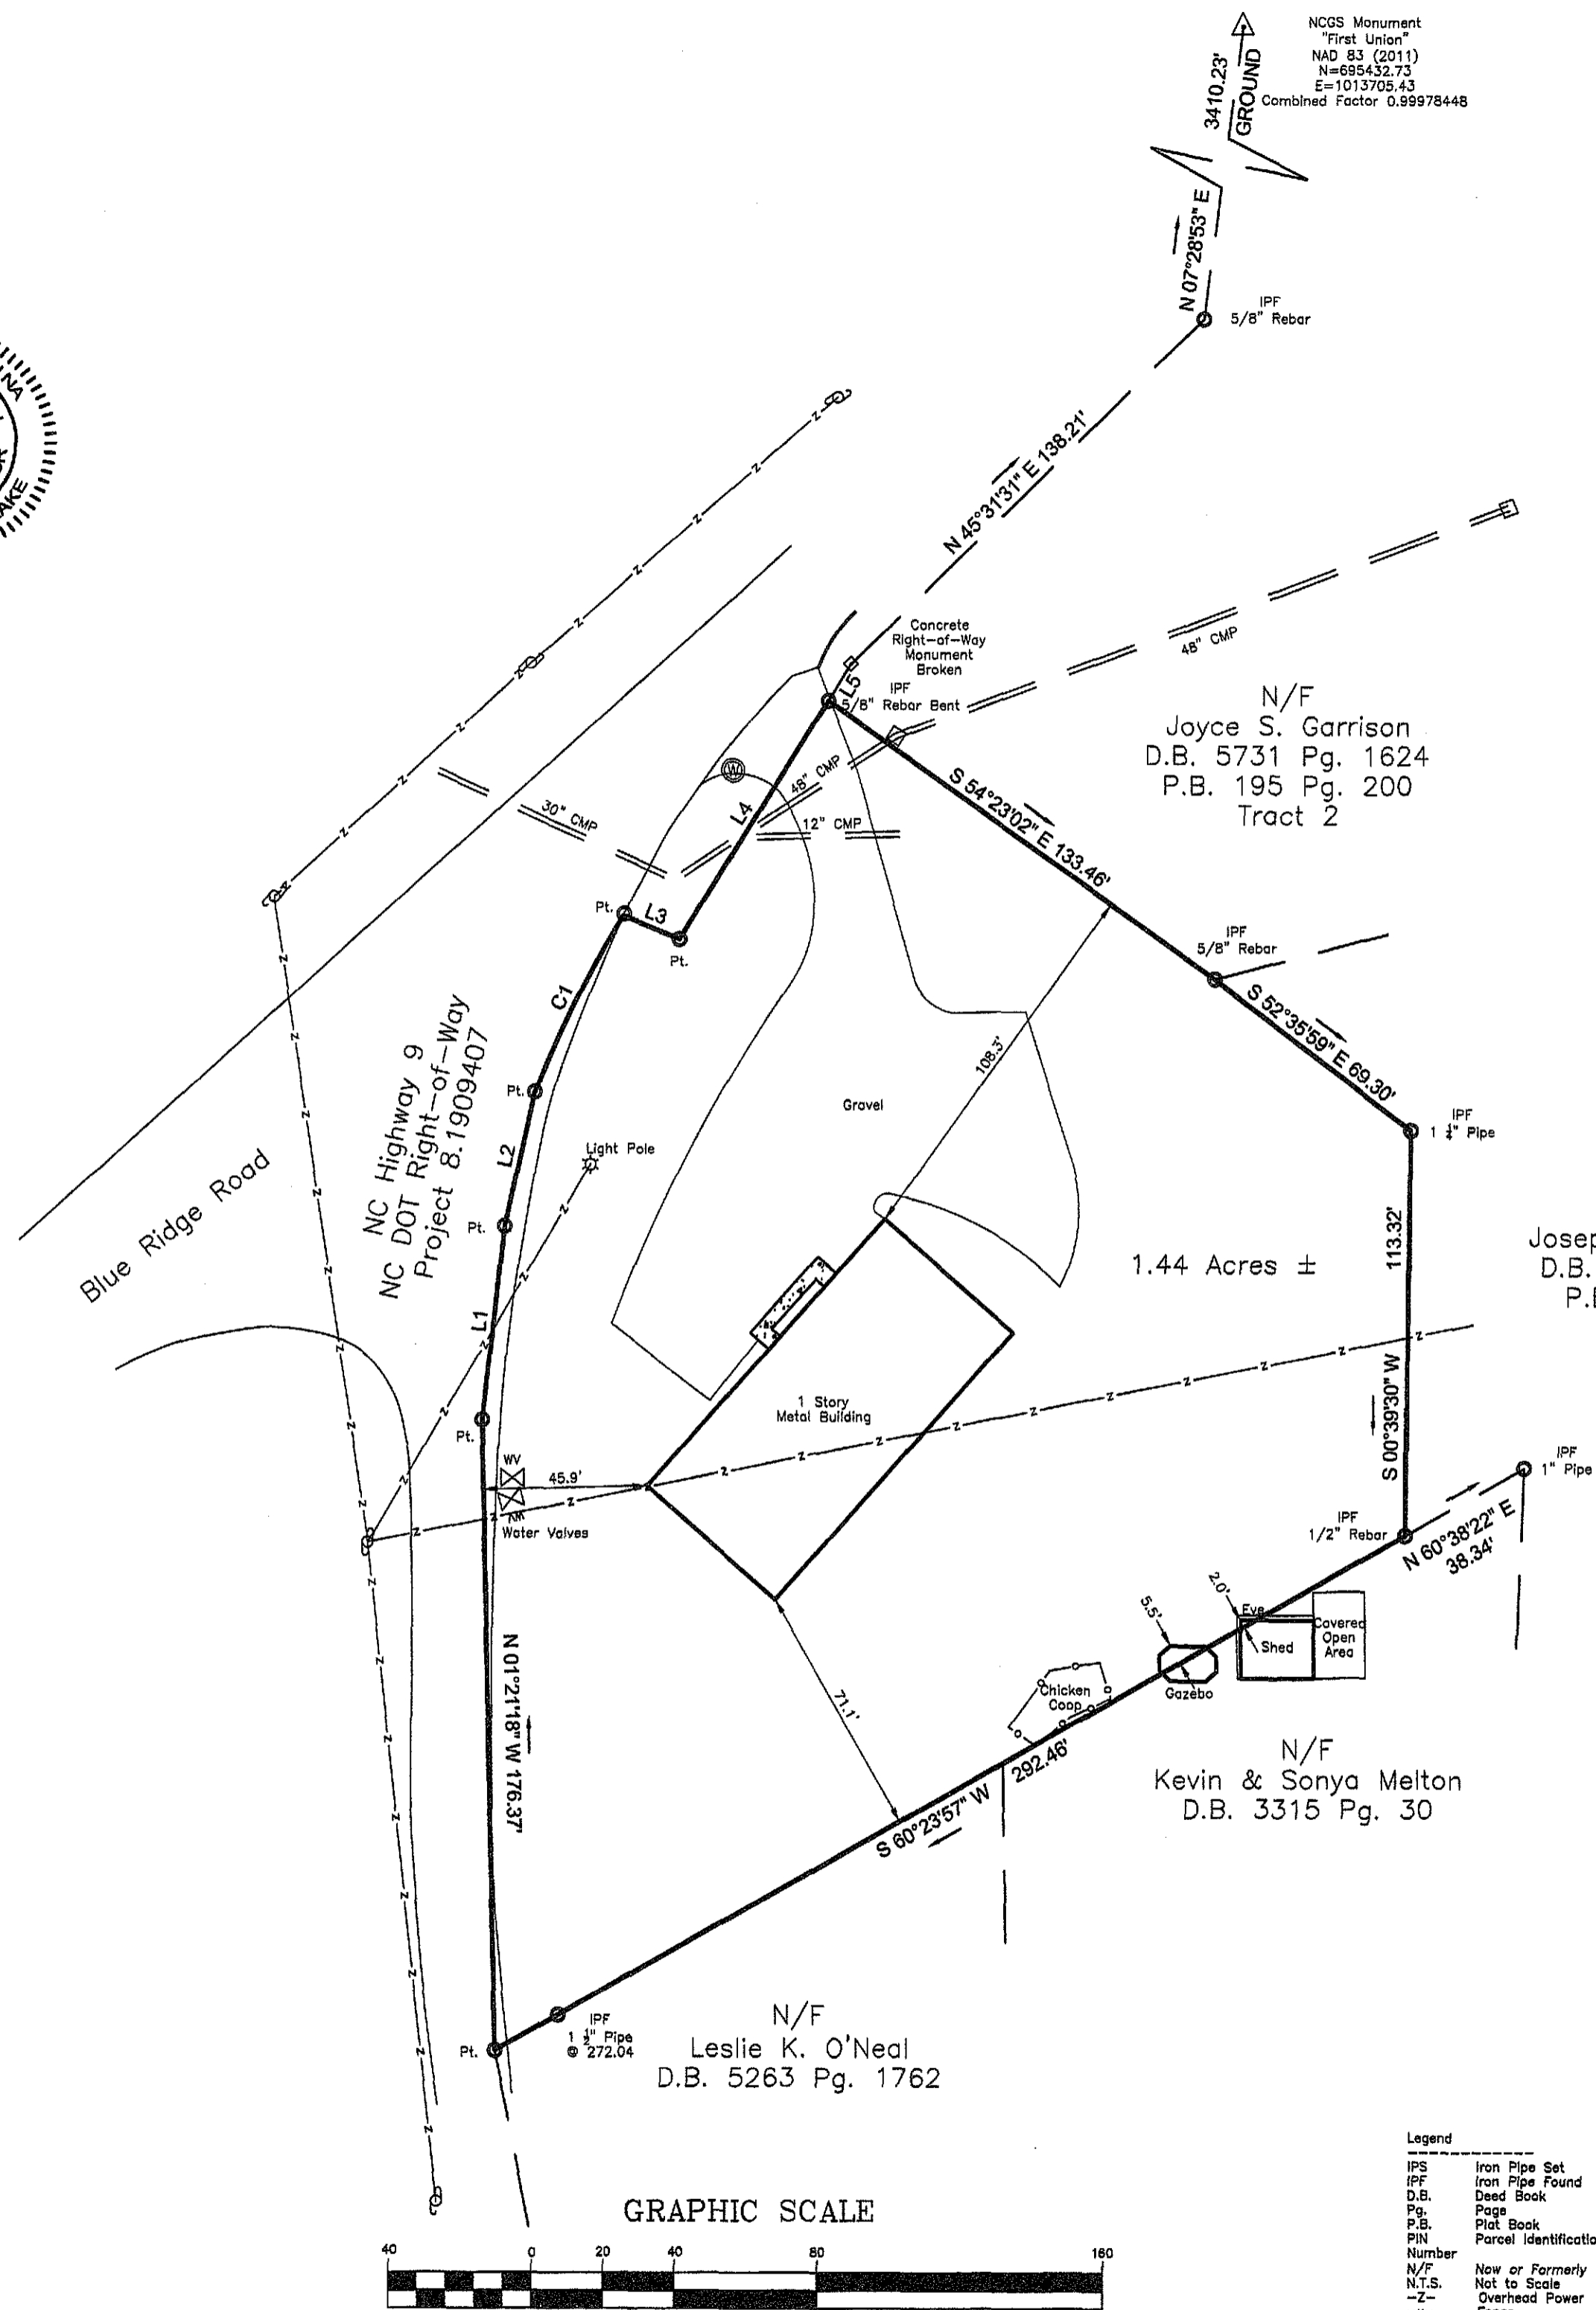 NCGS Monument
"First Union"
NAD 83 (2011)
N=695432.73
E=1013705.43
Combined Factor 0.99978448
3410.23'
GROUND
N 07°28'53" E
IPF
5/8" Rebar
N 45°31'31" E 138.21'
Concrete
Right-of-Way
Monument
Broken
L5
IPF
5/8" Rebar Bent
48" CMP
N/F
Joyce S. Garrison
D.B. 5731 Pg. 1624
P.B. 195 Pg. 200
Tract 2
W
48" CMP
30" CMP
12" CMP
L4
S 54°23'02" E 133.46'
Pt.
L3
Pt.
IPF
5/8" Rebar
C1
S 52°35'59" E 69.30'
NC Highway 9
NC DOT Right-of-Way
Project 8.1909407
Pt.
108.3'
Gravel
IPF
Pipe
L2
Light Pole
Blue Ridge Road
Pt.
113.32'
1.44 Acres ±
D.B.
L1
1 Story
Metal Building
S 00°39'30" W
Pt.
WV
45.9'
Water Valves
IPF
1" Pipe
IPF
1/2" Rebar
N 60°38'22" E
38.34'
2.0'
5.5'
Eve
Shed
Covered
Open
Area
Gazebo
Chicken
Coop
N 01°21'18" W 176.37'
71.1'
292.46'
S 60°23'57" W
N/F
Kevin & Sonya Melton
D.B. 3315 Pg. 30
IPF
1 1/2" Pipe
@ 272.04
Pt.
N/F
Leslie K. O'Neal
D.B. 5263 Pg. 1762
GRAPHIC SCALE
40 0 20 40 80 160
Legend
IPS Iron Pipe Set
IPF Iron Pipe Found
D.B. Deed Book
Pg. Page
P.B. Plat Book
PIN Parcel
Number
N/F Now or Formerly
N.T.S. Not to Scale
-Z- Overhead Power